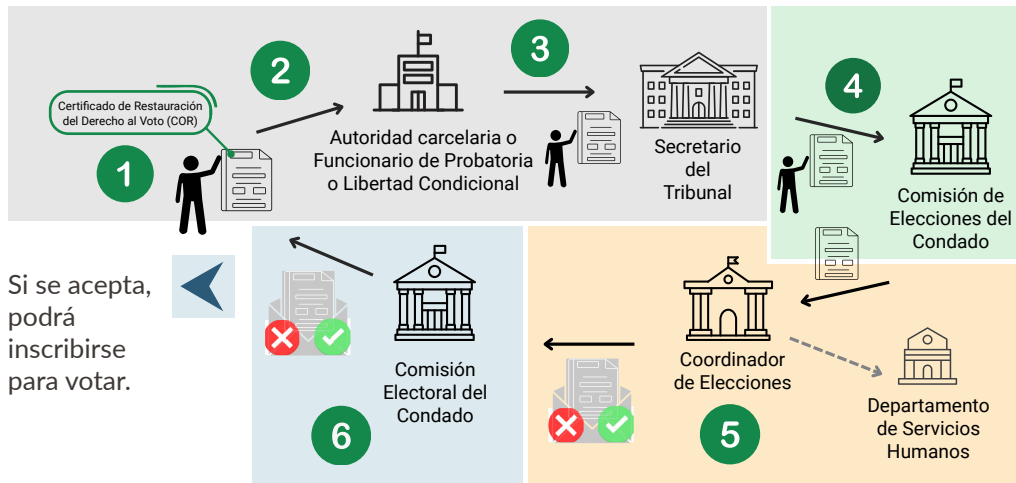 1
Certificado de Restauración
del Derecho al Voto (COR)
2
Autoridad carcelaria o
Funcionario de Probatoria
o Libertad Condicional
3
Secretario
del
Tribunal
4
Comisión de
Elecciones del
Condado
5
Coordinador
de Elecciones
Departamento
de Servicios
Humanos
6
Comisión
Electoral del
Condado
Si se acepta,
podrá
inscribirse
para votar.